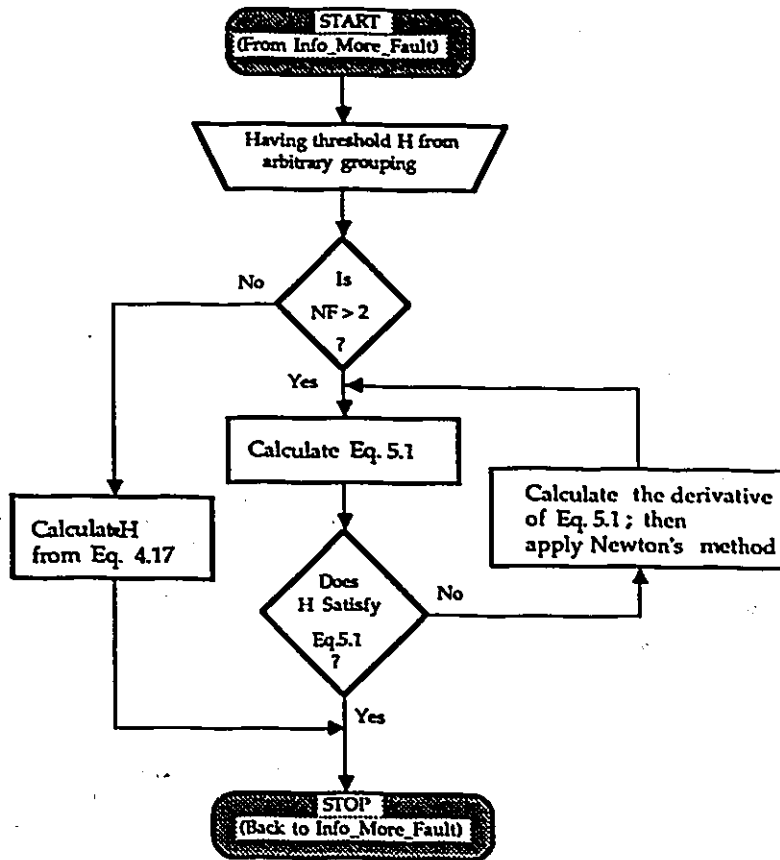 START
(From Info_More_Fault)
Having threshold H from
arbitrary grouping
Is
NF > 2
?
No
Yes
Calculate Eq. 5.1
Calculate the derivative
of Eq. 5.1 ; then
apply Newton's method
Calculate H
from Eq. 4.17
Does
H Satisfy
Eq.5.1
?
No
Yes
STOP
(Back to Info_More_Fault)